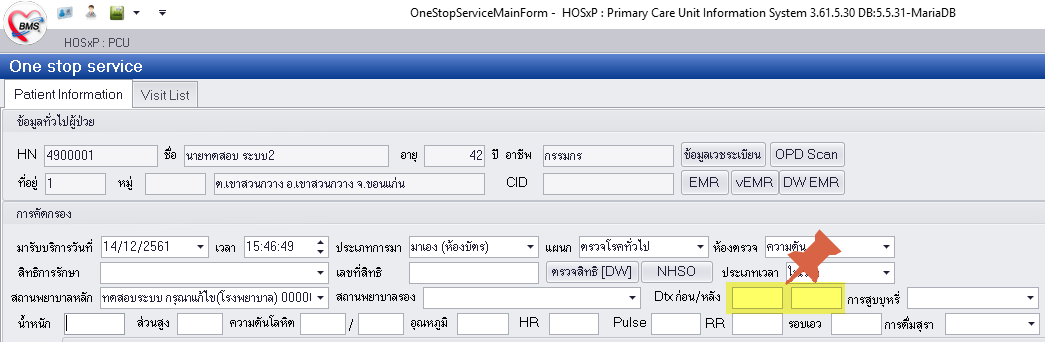 OneStopServiceMainForm - HOSxP : Primary Care Unit Information System 3.61.5.30 DB:5.5.31-MariaDB
BMS
HOSxP : PCU
One stop service
Patient Information Visit List
ข้อมูลทั่วไปผู้ป่วย
HN 4900001 ชื่อ นายทดสอบ ระบบ2 อายุ 42 ปี อาชีพ กรรมกร ข้อมูลเวชระเบียน OPD Scan
ที่อยู่ 1 หมู่ ต.เขาสวนกวาง อ.เขาสวนกวาง จ.ขอนแก่น CID EMR vEMR DW EMR
การคัดกรอง
มารับบริการวันที่ 14/12/2561 เวลา 15:46:49 ประเภทการมา มาเอง (ห้องบัตร) แผนก ตรวจโรคทั่วไป ห้องตรวจ ความดัน
สิทธิการรักษา เลขที่สิทธิ ตรวจสิทธิ [DW] NHSO ประเภทเวลา
สถานพยาบาลหลัก ทดสอบระบบ กรุณาแก้ไข(โรงพยาบาล) 0000 สถานพยาบาลรอง Dtx ก่อน/หลัง การสูบบุหรี่
น้ำหนัก ส่วนสูง ความดันโลหิต / อุณหภูมิ HR Pulse RR รอบเอว การดื่มสุรา